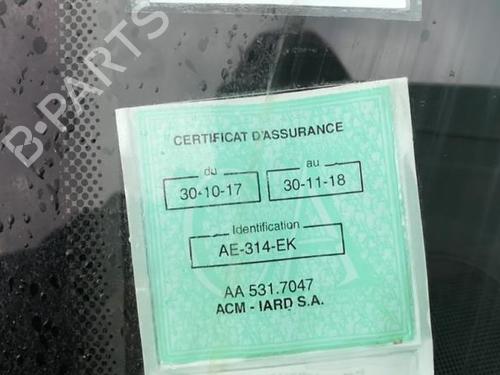 B-PARTS
CERTIFICAT D'ASSURANCE
du au
30-10-17 30-11-18
Identification
AE-314-EK
AA 531.7047
ACM - IARD S.A.